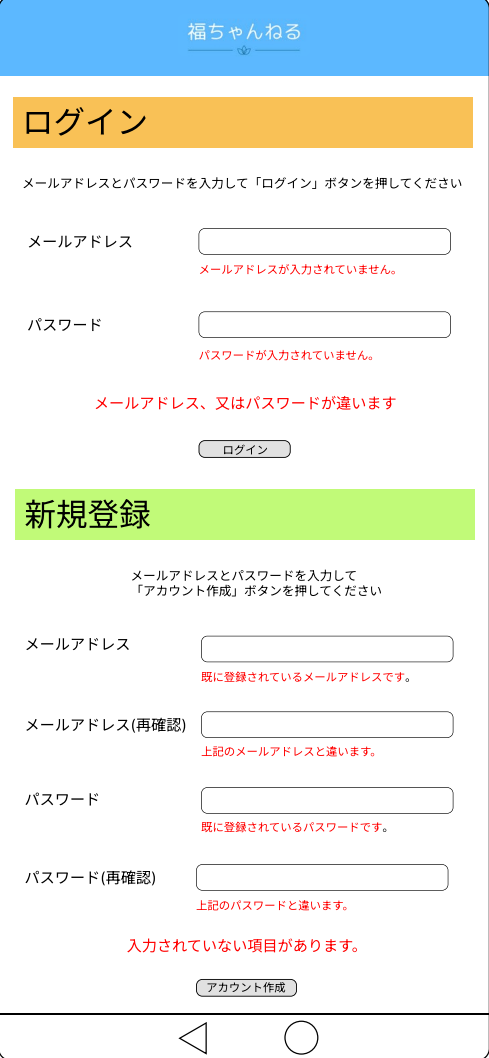 福ちゃんねる
ログイン
メールアドレスとパスワードを入力して「ログイン」ボタンを押してください
メールアドレス
メールアドレスが入力されていません。
パスワード
パスワードが入力されていません。
メールアドレス、又はパスワードが違います
ログイン
新規登録
メールアドレスとパスワードを入力して
「アカウント作成」ボタンを押してください
メールアドレス
既に登録されているメールアドレスです。
メールアドレス(再確認)
上記のメールアドレスと違います。
パスワード
既に登録されているパスワードです。
パスワード(再確認)
上記のパスワードと違います。
入力されていない項目があります。
アカウント作成